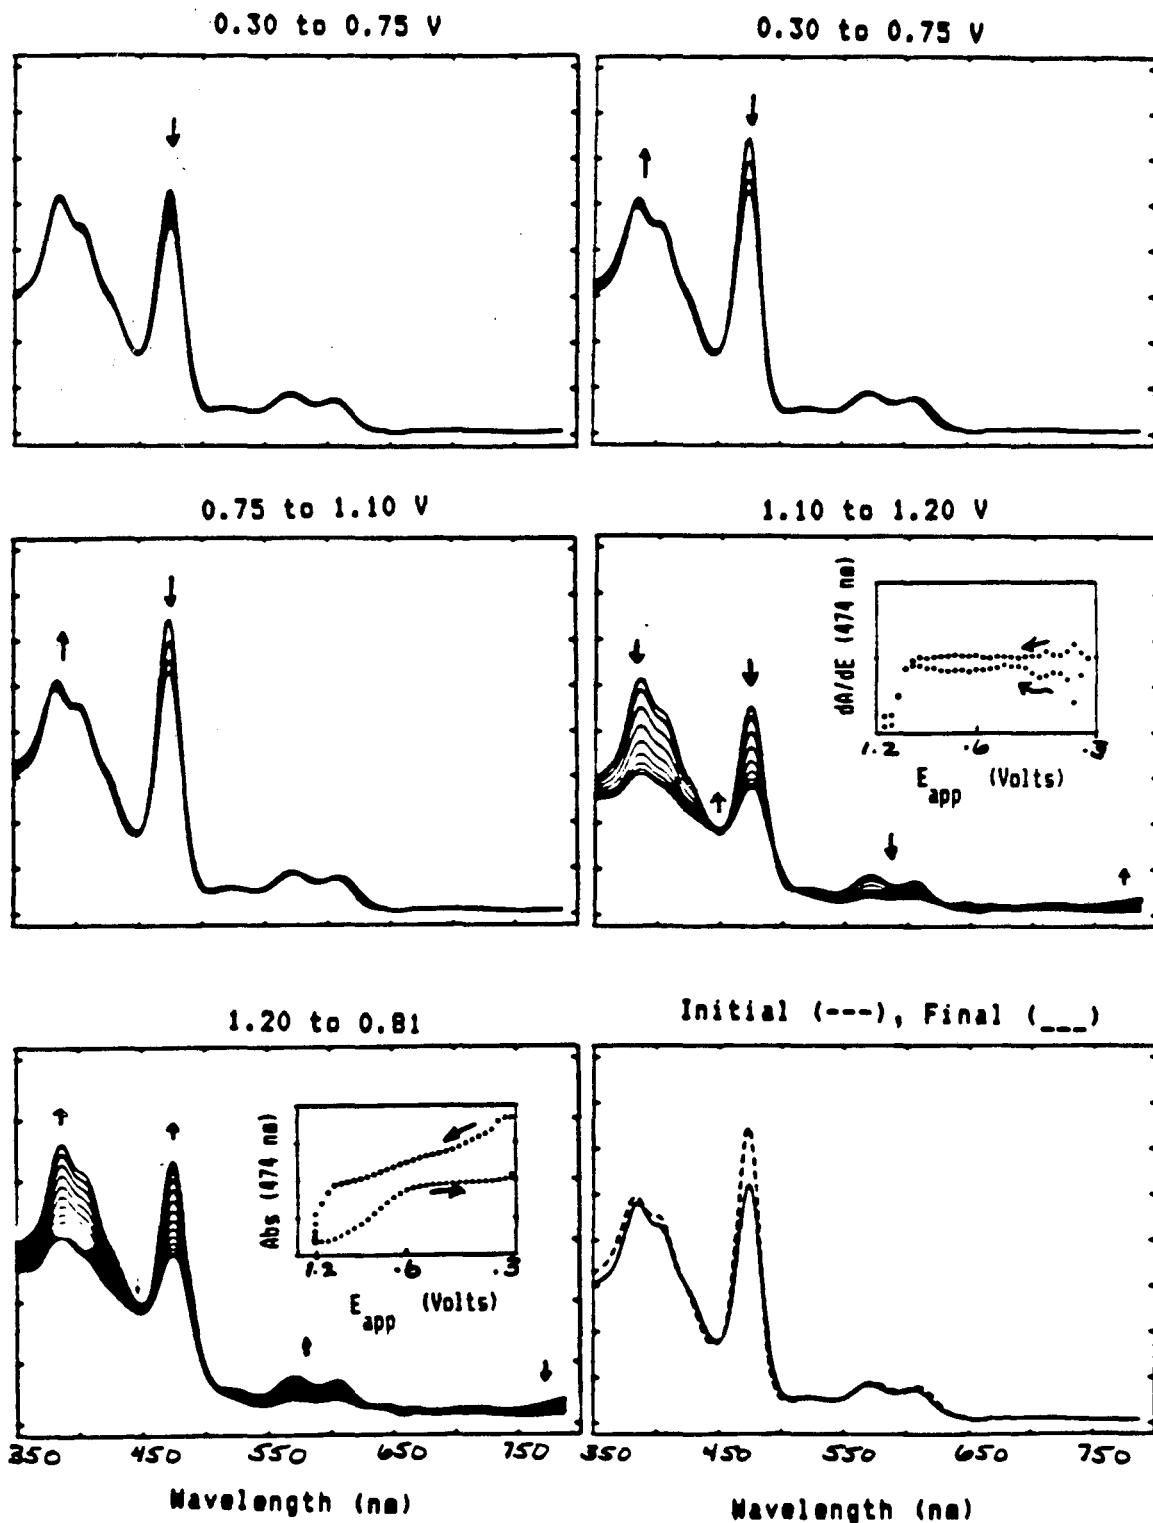 0.30 to 0.75 V
0.30 to 0.75 V
0.75 to 1.10 V
1.10 to 1.20 V
dA/dE (474 nm)
1.2 .6 .3
E app (Volts)
1.20 to 0.81
Initial (---), Final (___)
Abs (474 nm)
1.2 .6 .3
E app (Volts)
350 450 550 650 750
350 450 550 650 750
Wavelength (nm)
Wavelength (nm)